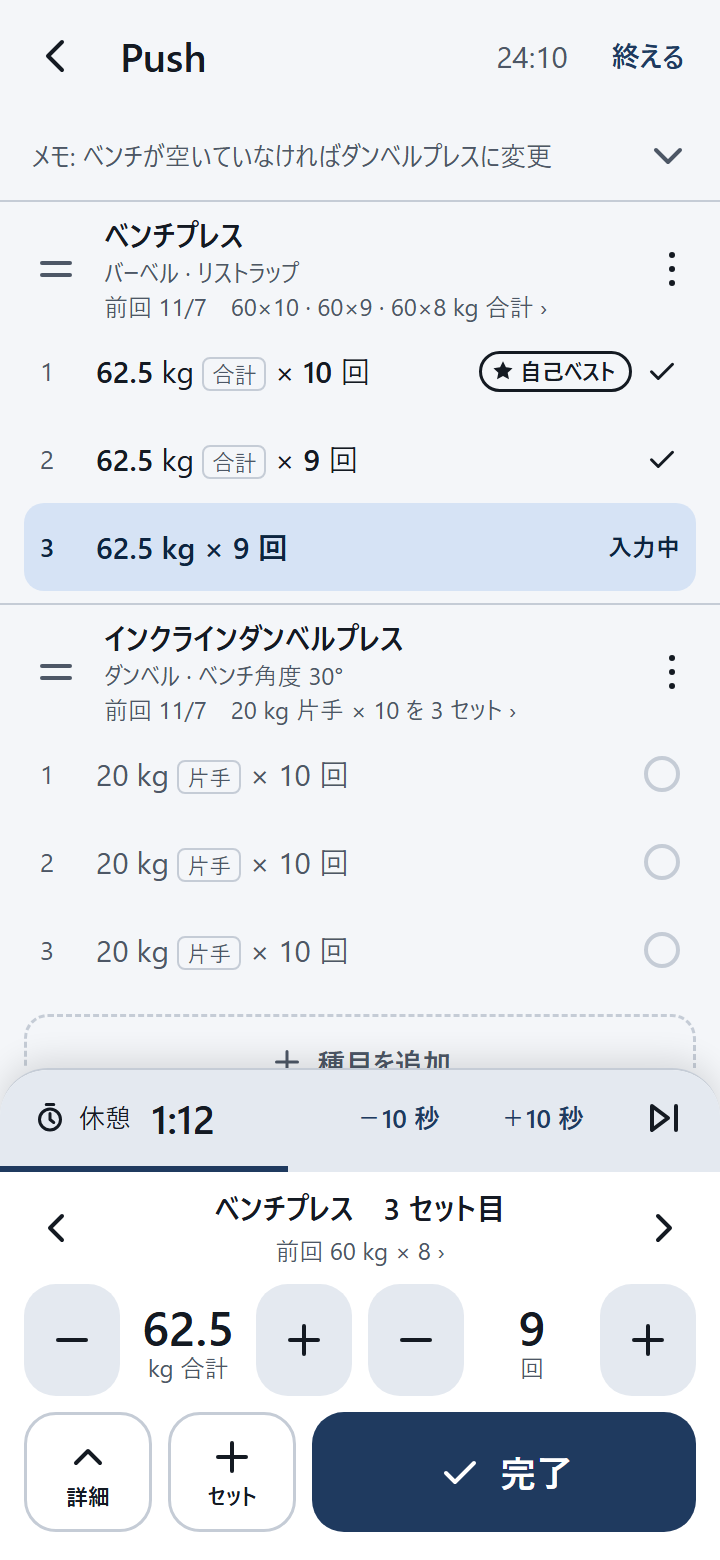 Push 24:10 終える
メモ: ベンチが空いていなければダンベルプレスに変更
ベンチプレス
バーベル · リストラップ
前回 11/7 60×10 · 60×9 · 60×8 kg 合計 ›
1 62.5 kg 合計 × 10 回 ★ 自己ベスト
2 62.5 kg 合計 × 9 回
3 62.5 kg × 9 回 入力中
インクラインダンベルプレス
ダンベル · ベンチ角度 30°
前回 11/7 20 kg 片手 × 10 を 3 セット ›
1 20 kg 片手 × 10 回
2 20 kg 片手 × 10 回
3 20 kg 片手 × 10 回
＋ 種目を追加
休憩 1:12 －10 秒 ＋10 秒
ベンチプレス 3 セット目
前回 60 kg × 8 ›
62.5 9
kg 合計 回
詳細 セット 完了